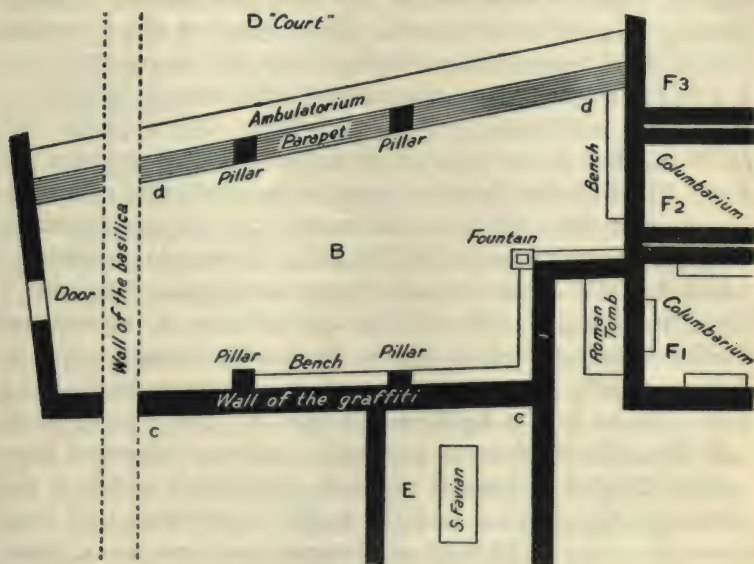 D "Court"
F3
Ambulatorium
d
Parapet
Pillar
Pillar
Bench
Columbarium
F2
d
Wall of the basilica
Fountain
B
Door
Roman
Tomb
Columbarium
F1
Pillar
Bench
Pillar
Wall of the graffiti
c
c
E
S. Favian